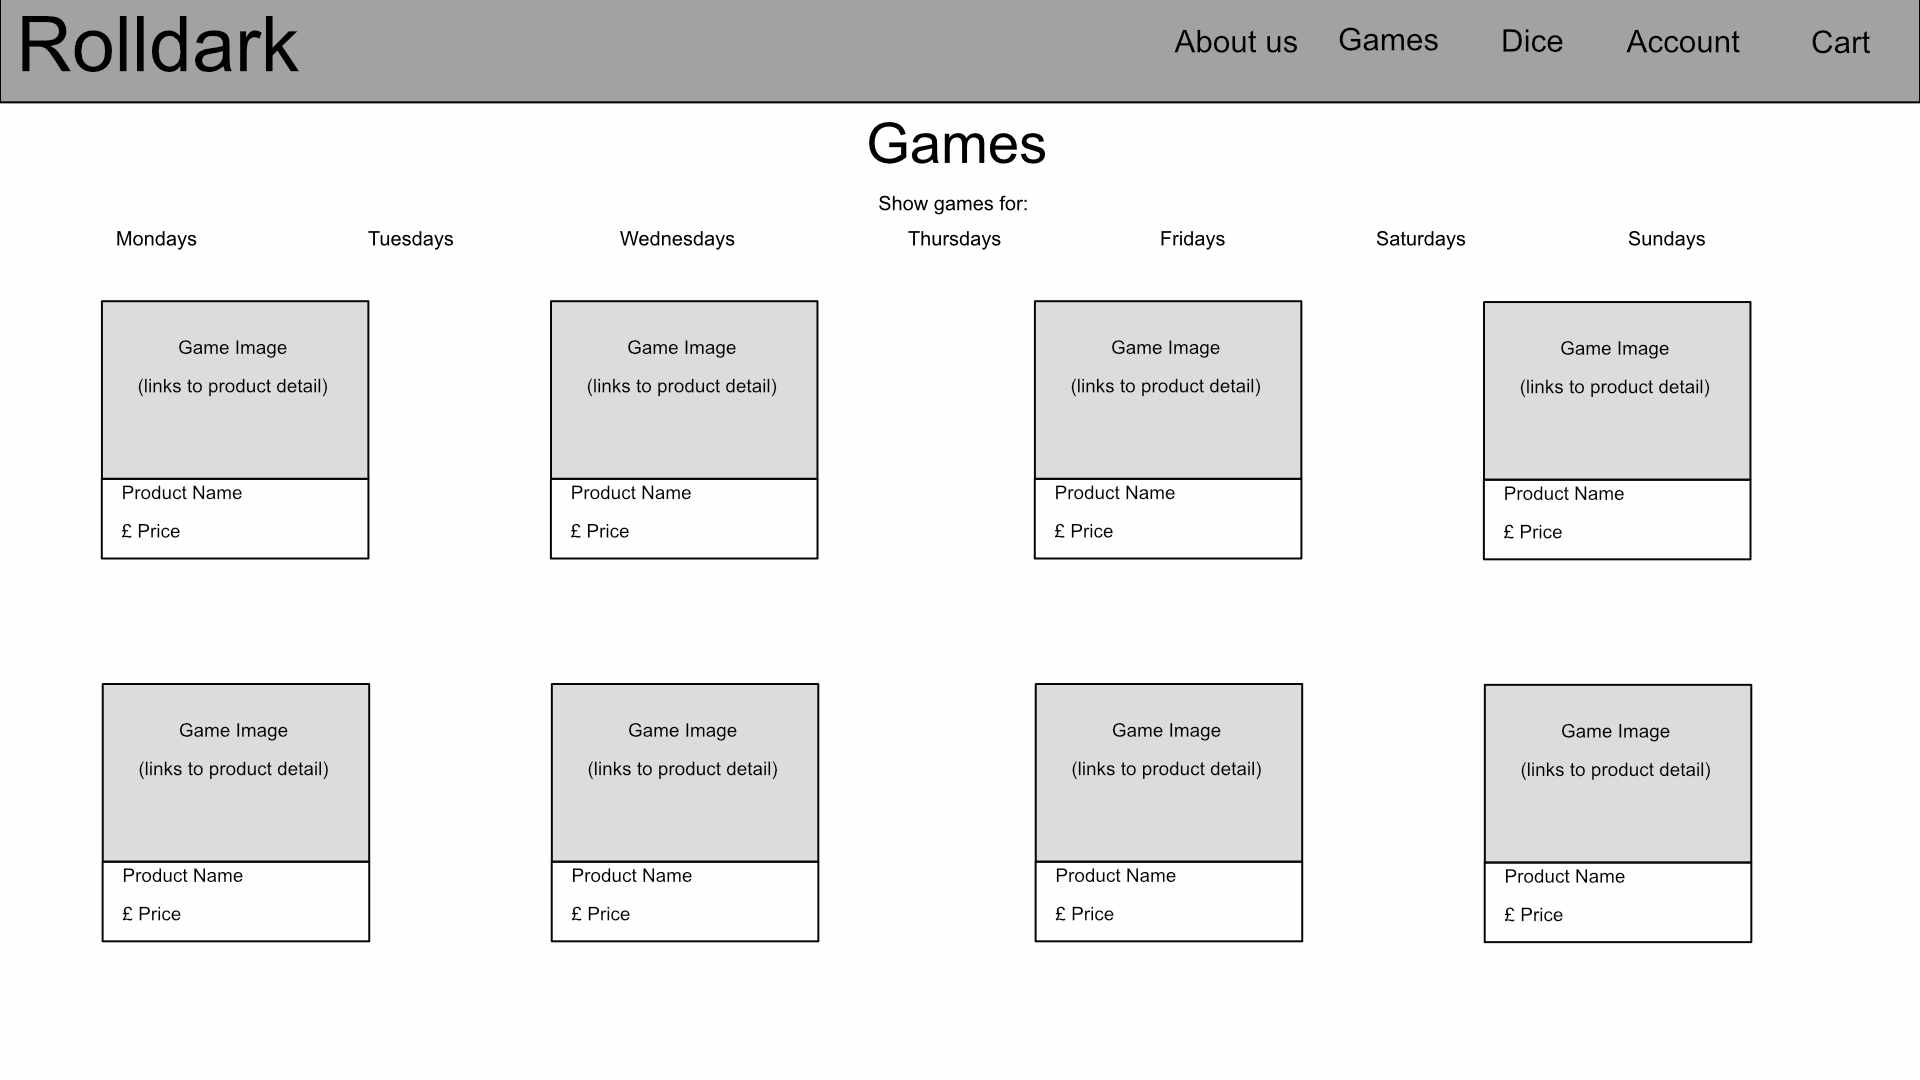 Rolldark
About us Games Dice Account Cart
Games
Show games for:
Mondays Tuesdays Wednesdays Thursdays Fridays Saturdays Sundays
Game Image Game Image Game Image Game Image
(links to product detail) (links to product detail) (links to product detail) (links to product detail)
Product Name Product Name Product Name Product Name
£ Price £ Price £ Price £ Price
Game Image Game Image Game Image Game Image
(links to product detail) (links to product detail) (links to product detail) (links to product detail)
Product Name Product Name Product Name Product Name
£ Price £ Price £ Price £ Price